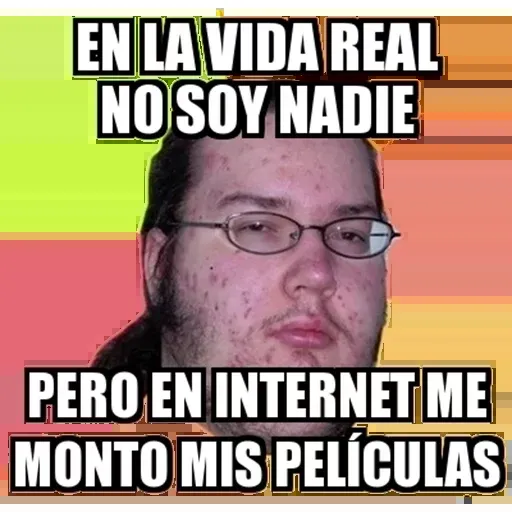 EN LA VIDA REAL
NO SOY NADIE
PERO EN INTERNET ME
MONTO MIS PELÍCULAS